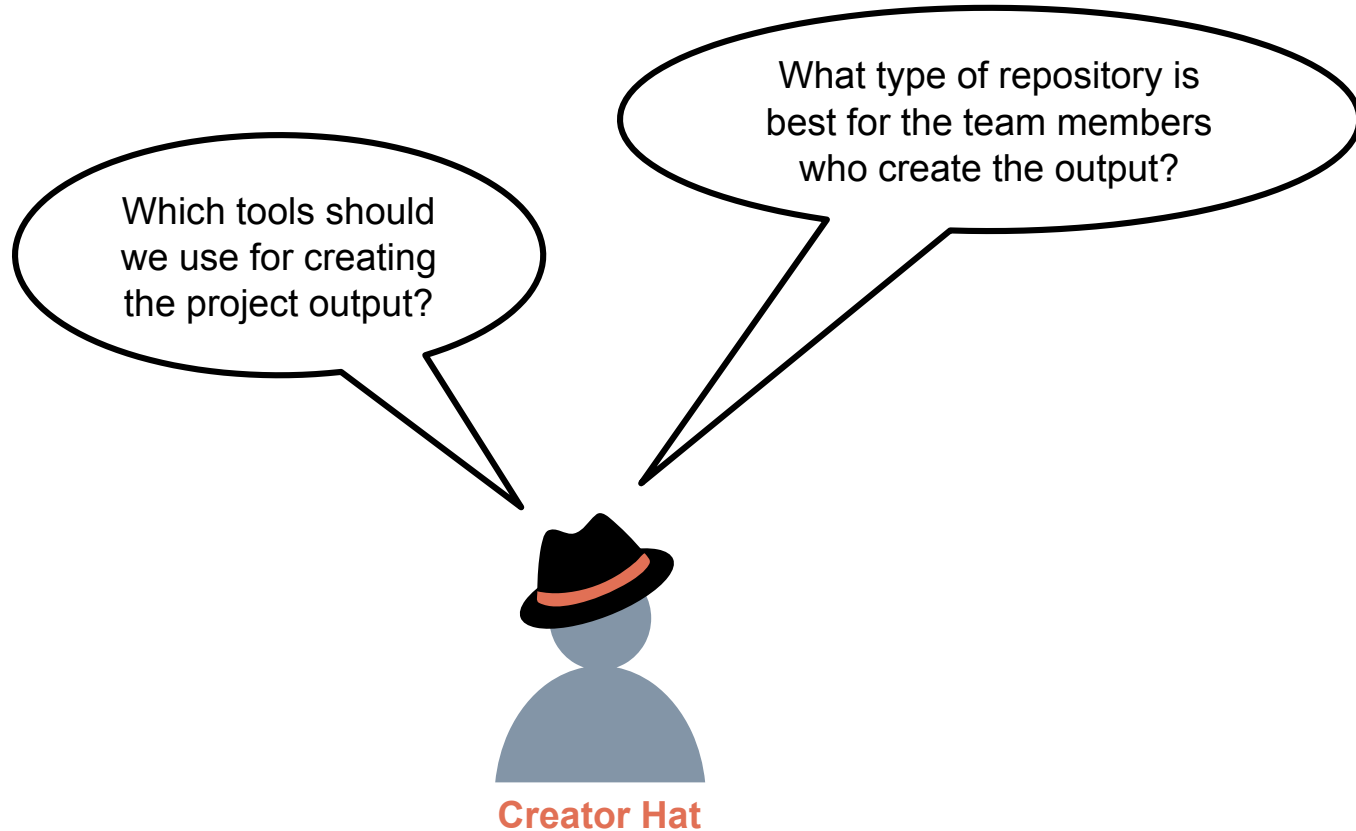 Which tools should
we use for creating
the project output?
What type of repository is
best for the team members
who create the output?
Creator Hat